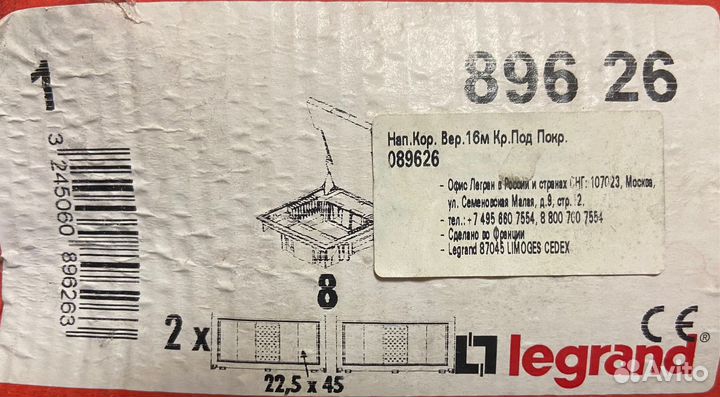 1
896 26
3 245060 896263
Нап.Кор. Вер.16м Кр.Под Покр.
089626
- Офис Легран в России и странах СНГ: 107023, Москва,
ул. Семеновская Малая, д.9, стр.12.
- тел.: +7 495 660 7554, 8 800 700 7554
- Сделано во Франции
- Legrand 87045 LIMOGES CEDEX
8
2 x
22,5 x 45
CE
legrand®
Avito